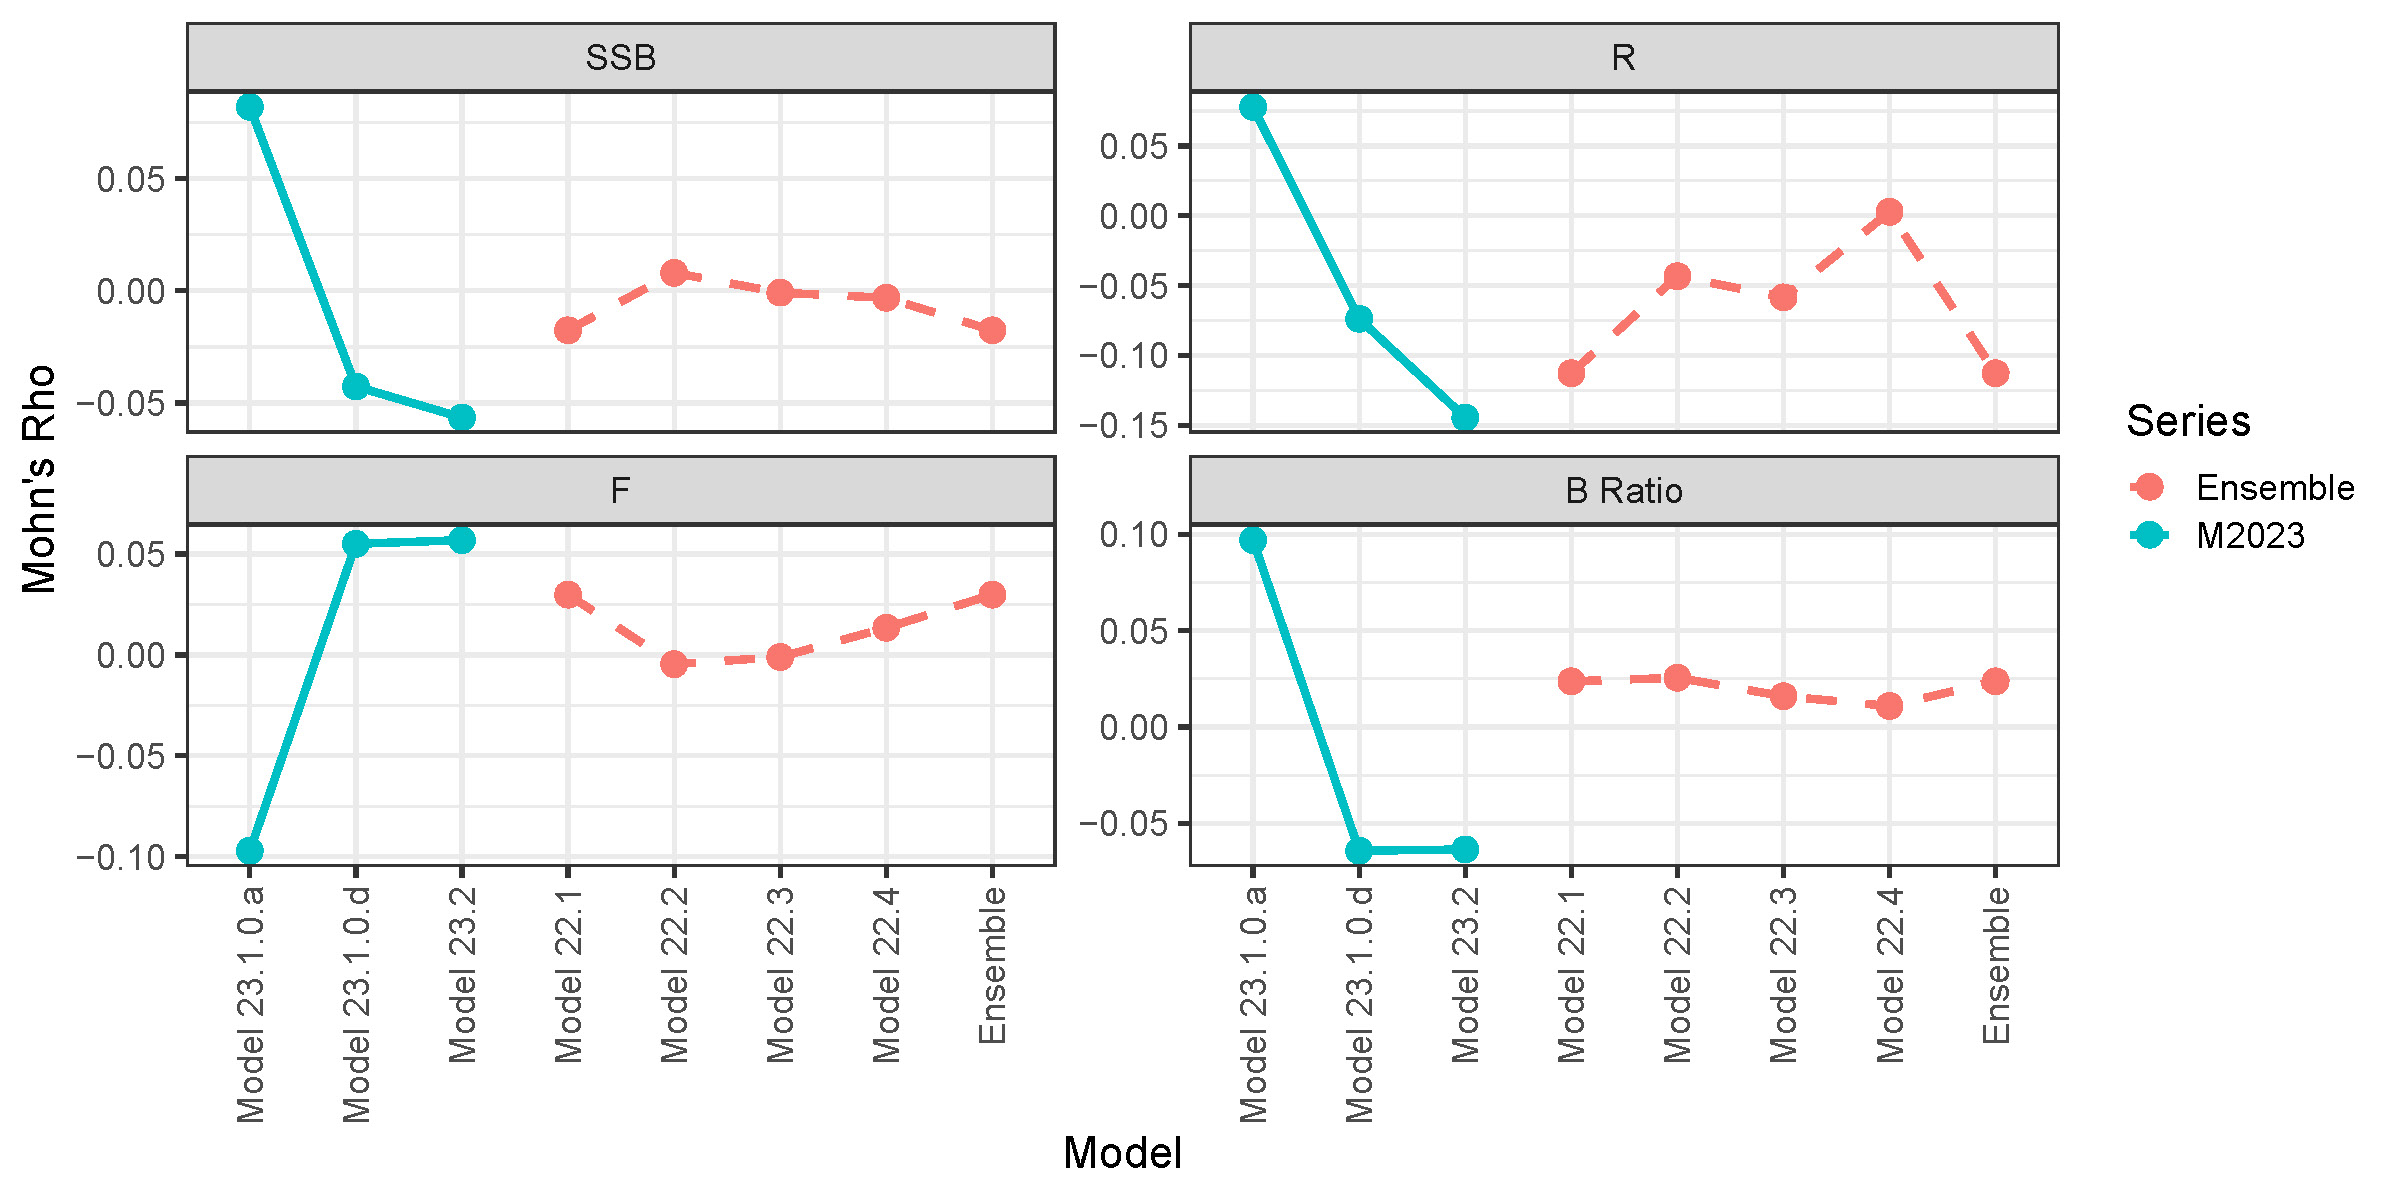 SSB
R
0.05
0.00
−0.05
0.05
0.00
−0.05
−0.10
−0.15
F
B Ratio
0.05
0.00
−0.05
−0.10
0.10
0.05
0.00
−0.05
Mohn's Rho
Model 23.1.0.a
Model 23.1.0.d
Model 23.2
Model 22.1
Model 22.2
Model 22.3
Model 22.4
Ensemble
Model 23.1.0.a
Model 23.1.0.d
Model 23.2
Model 22.1
Model 22.2
Model 22.3
Model 22.4
Ensemble
Model
Series
Ensemble
M2023